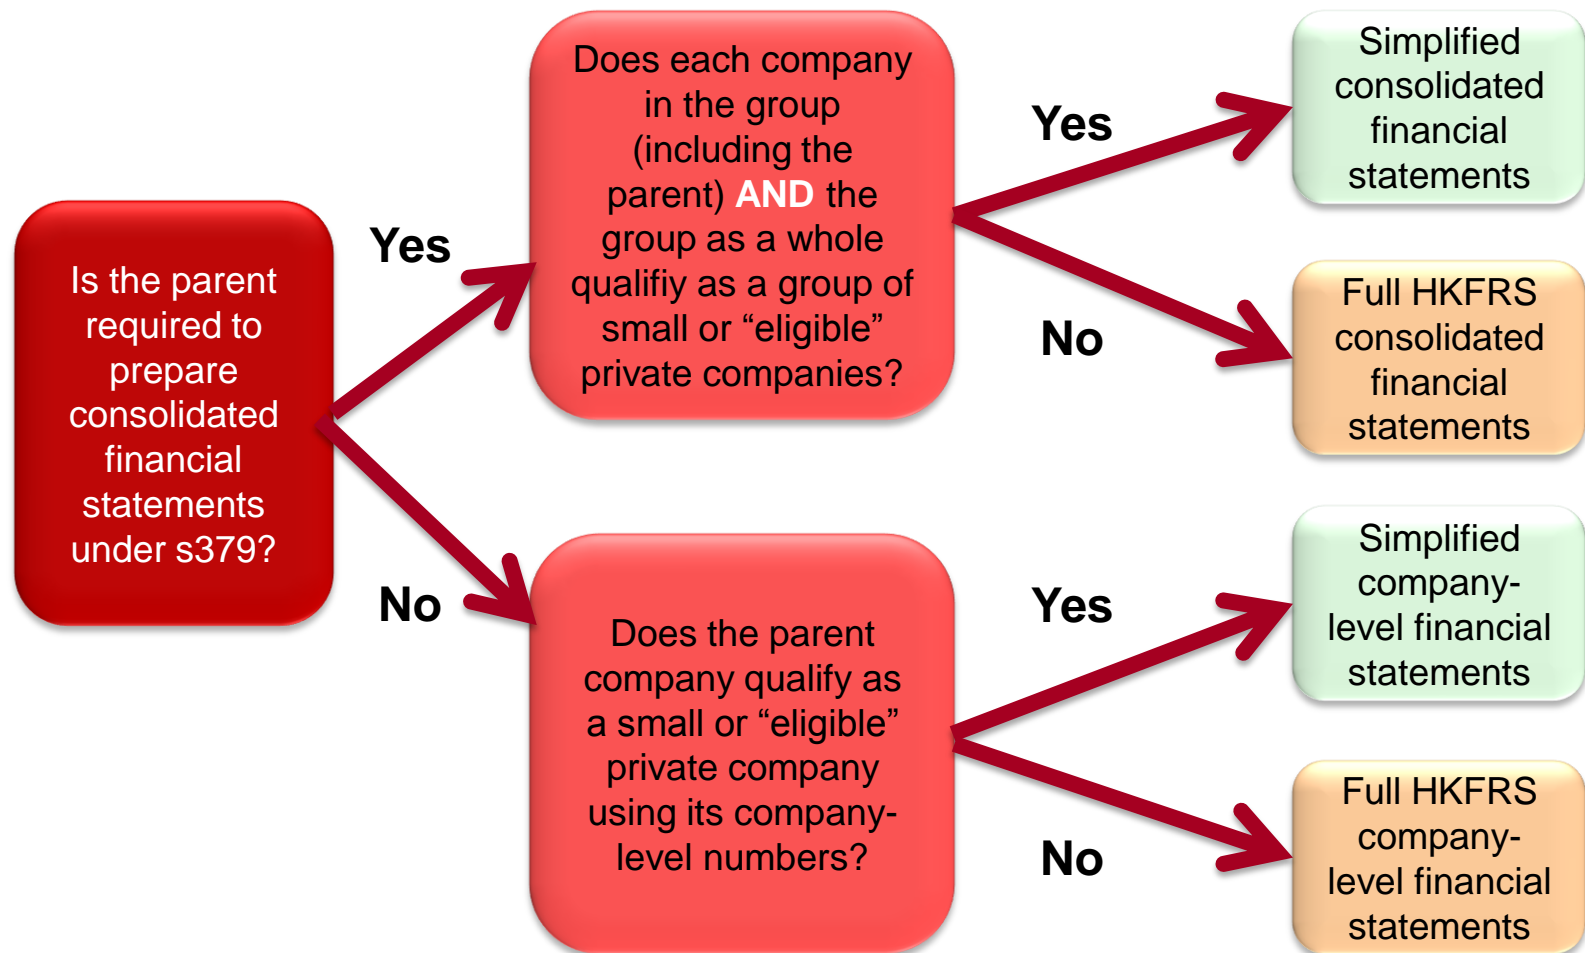 Is the parent
required to
prepare
consolidated
financial
statements
under s379?
Yes
No
Does each company
in the group
(including the
parent) AND the
group as a whole
qualifiy as a group of
small or “eligible”
private companies?
Yes
No
Simplified
consolidated
financial
statements
Full HKFRS
consolidated
financial
statements
Does the parent
company qualify as
a small or “eligible”
private company
using its company-
level numbers?
Yes
No
Simplified
company-
level financial
statements
Full HKFRS
company-
level financial
statements